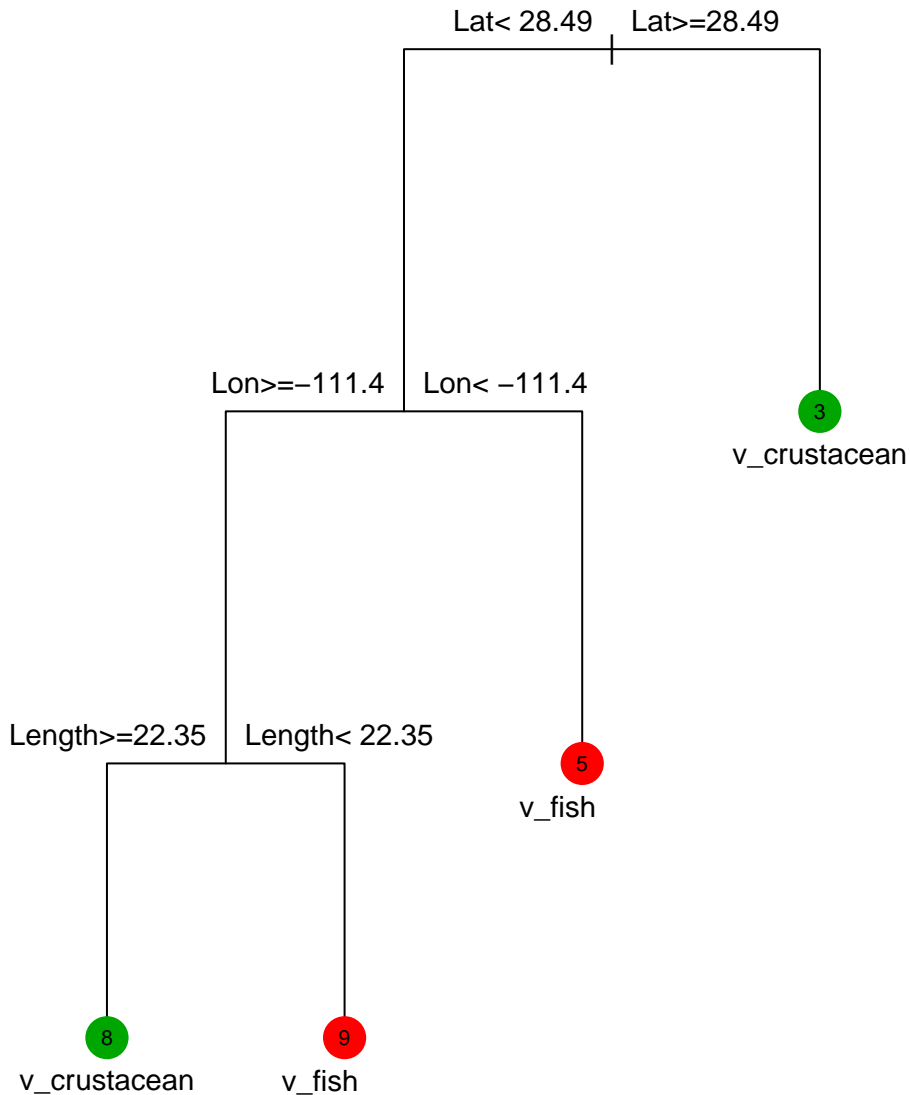 Lat< 28.49 Lat>=28.49
Lon>=−111.4 Lon< −111.4
3
v_crustacean
Length>=22.35 Length< 22.35
5
v_fish
8 9
v_crustacean v_fish